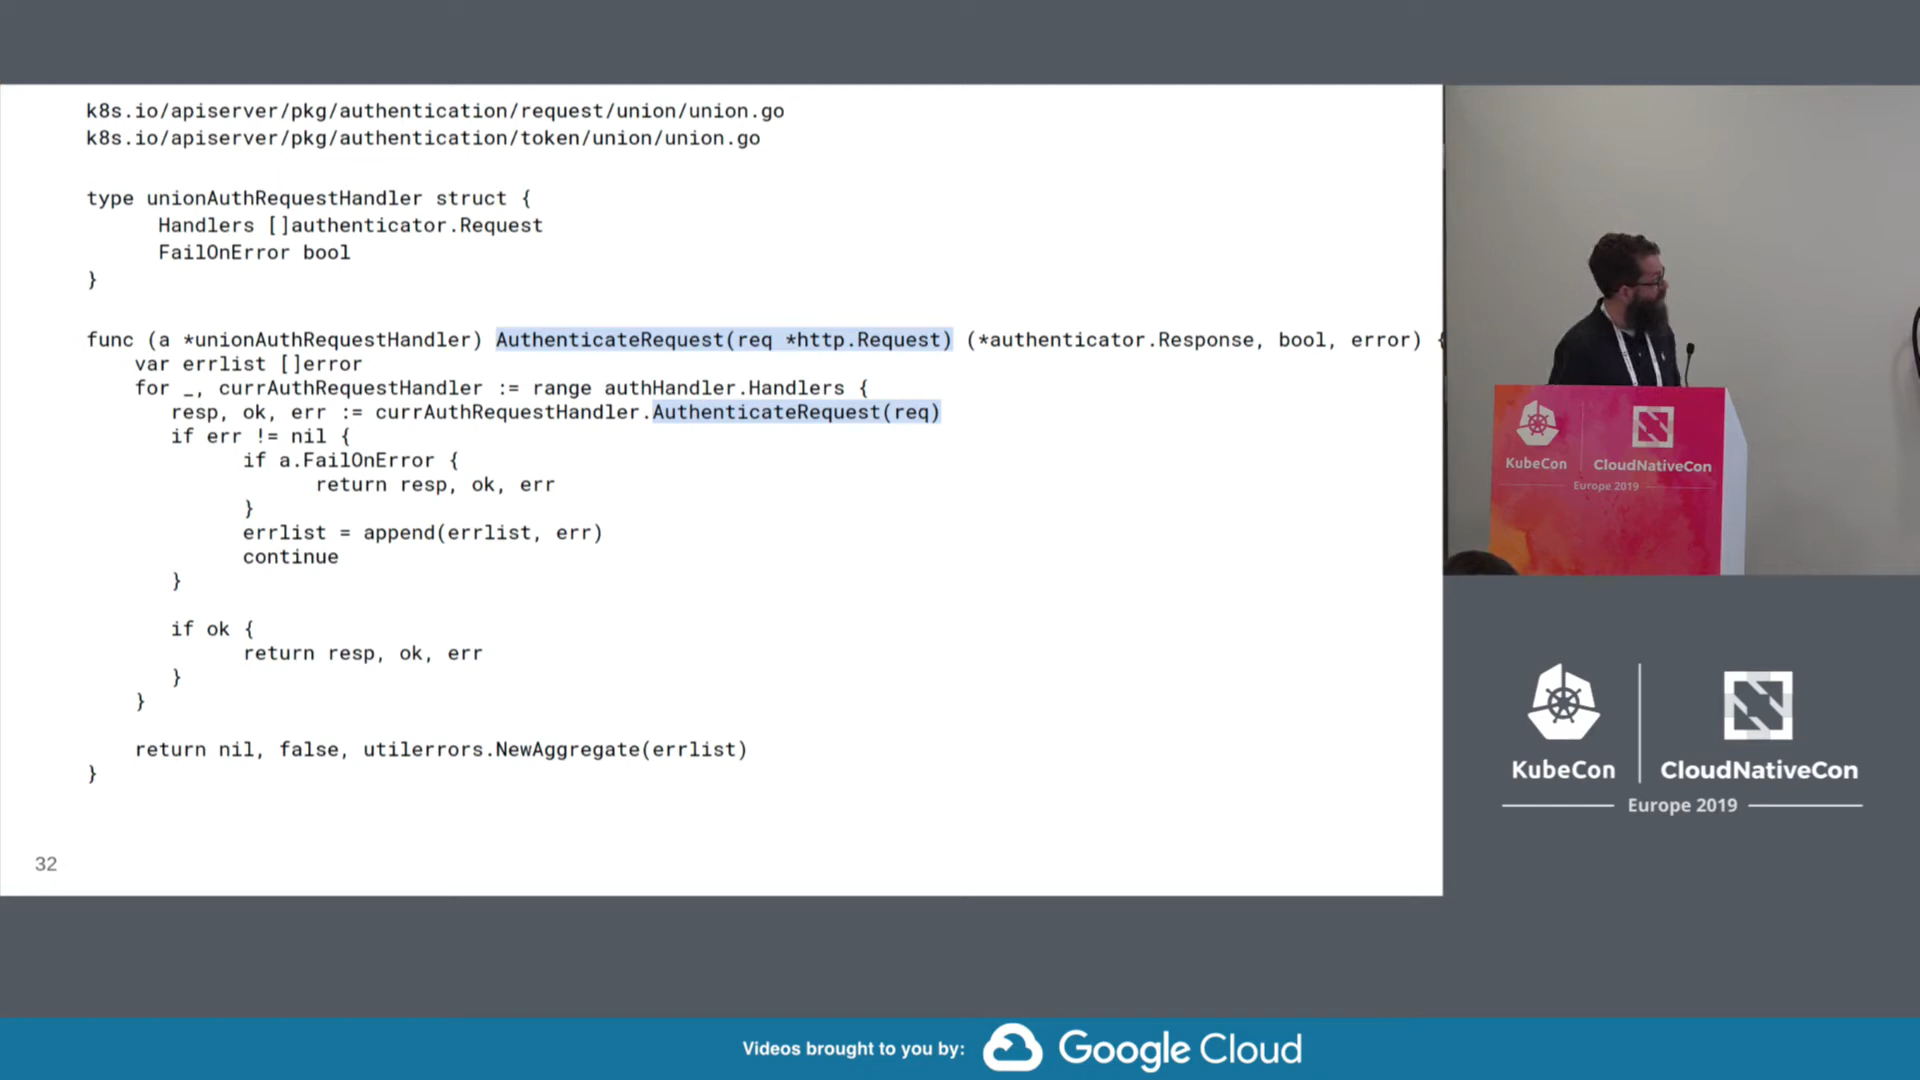 k8s.io/apiserver/pkg/authentication/request/union/union.go
k8s.io/apiserver/pkg/authentication/token/union/union.go
type unionAuthRequestHandler struct {
Handlers []authenticator.Request
FailOnError bool
}
func (a *unionAuthRequestHandler) AuthenticateRequest(req *http.Request) (*authenticator.Response, bool, error) {
var errlist []error
for _, currAuthRequestHandler := range authHandler.Handlers {
resp, ok, err := currAuthRequestHandler.AuthenticateRequest(req)
if err != nil {
if a.FailOnError {
return resp, ok, err
}
errlist = append(errlist, err)
continue
}
if ok {
return resp, ok, err
}
}
return nil, false, utilerrors.NewAggregate(errlist)
}
32
KubeCon
CloudNativeCon
Europe 2019
KubeCon
CloudNativeCon
Europe 2019
Videos brought to you by:
Google Cloud